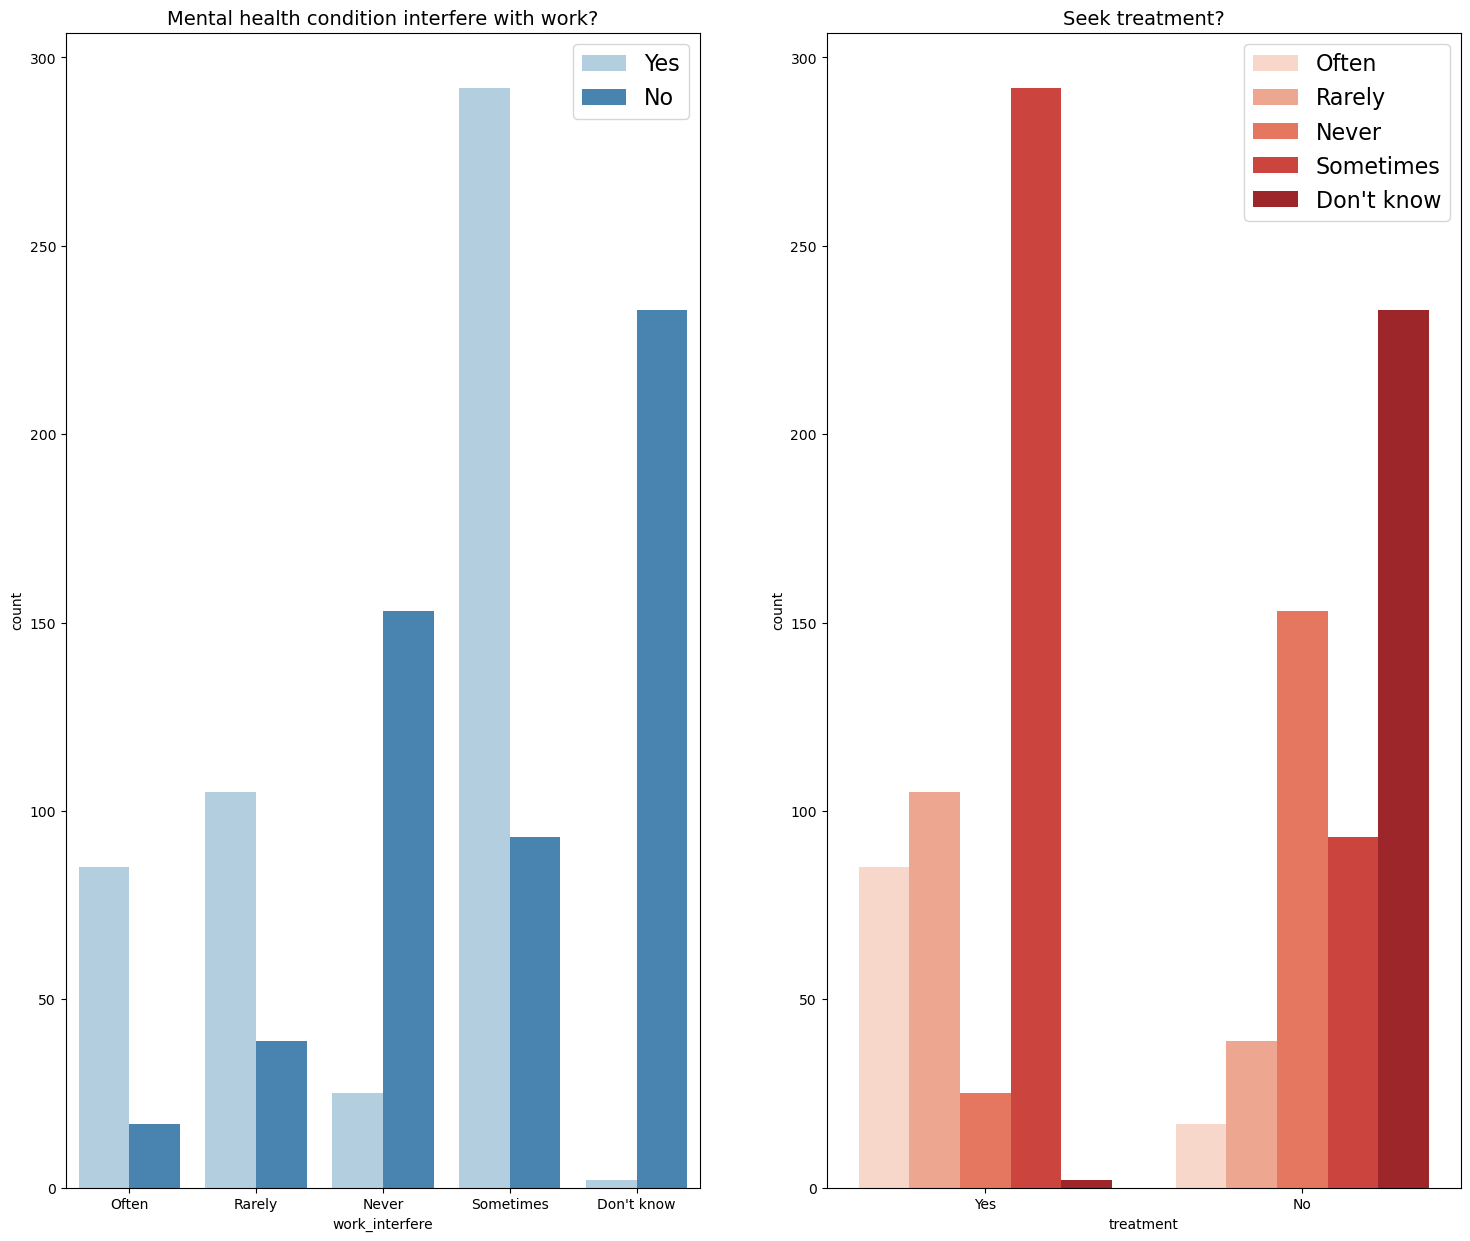 Mental health condition interfere with work?
Yes
No
300
250
200
150
100
50
0
count
Often
Rarely
Never
Sometimes
Don't know
work_interfere
Seek treatment?
Often
Rarely
Never
Sometimes
Don't know
300
250
200
150
100
50
0
count
Yes
No
treatment